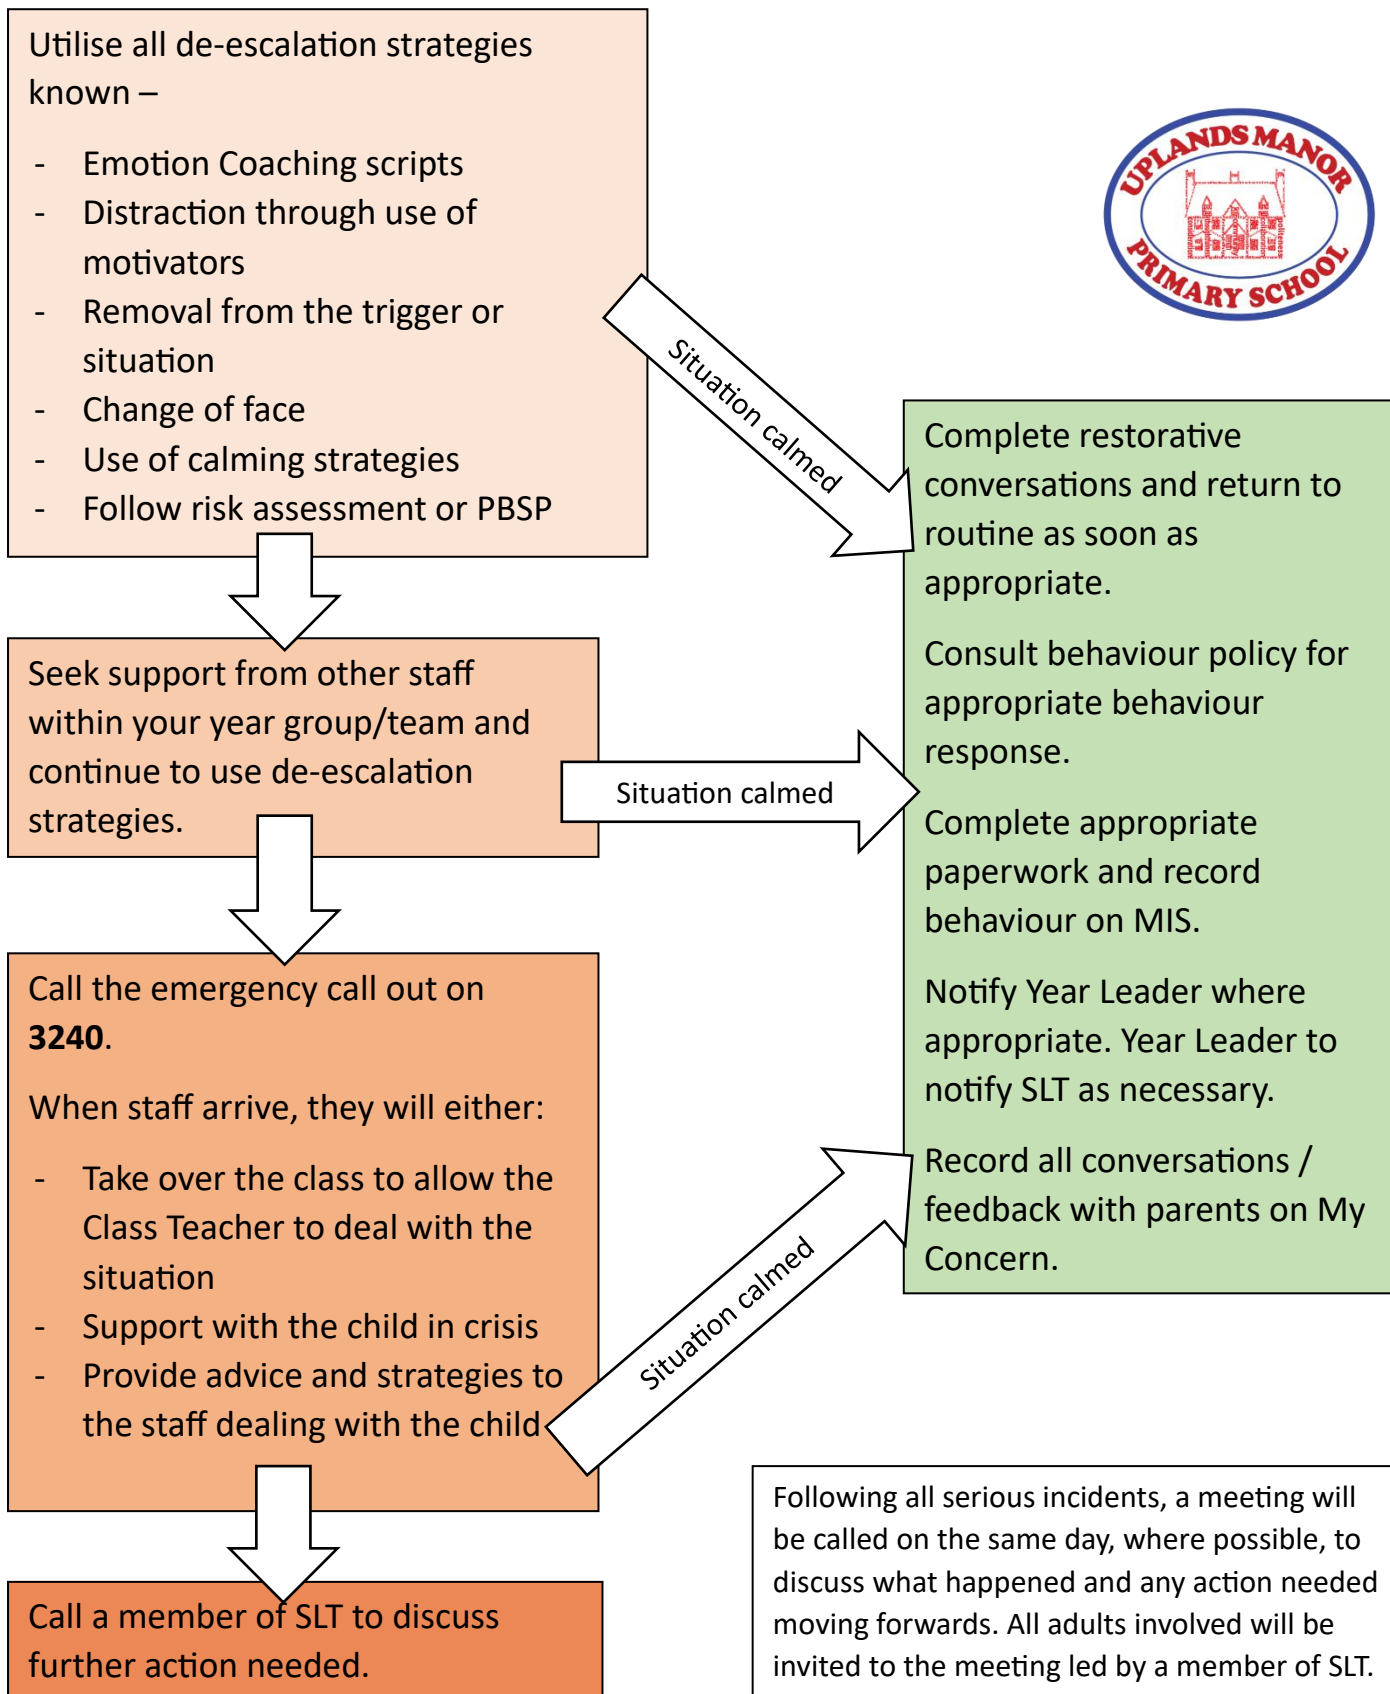 Utilise all de-escalation strategies
known –
- Emotion Coaching scripts
- Distraction through use of
motivators
- Removal from the trigger or
situation
- Change of face
- Use of calming strategies
- Follow risk assessment or PBSP
UPLANDS MANOR
PRIMARY SCHOOL
Situation calmed
Seek support from other staff
within your year group/team and
continue to use de-escalation
strategies.
Situation calmed
Call the emergency call out on
3240.
When staff arrive, they will either:
- Take over the class to allow the
Class Teacher to deal with the
situation
- Support with the child in crisis
- Provide advice and strategies to
the staff dealing with the child
Situation calmed
Call a member of SLT to discuss
further action needed.
Complete restorative
conversations and return to
routine as soon as
appropriate.
Consult behaviour policy for
appropriate behaviour
response.
Complete appropriate
paperwork and record
behaviour on MIS.
Notify Year Leader where
appropriate. Year Leader to
notify SLT as necessary.
Record all conversations /
feedback with parents on My
Concern.
Following all serious incidents, a meeting will
be called on the same day, where possible, to
discuss what happened and any action needed
moving forwards. All adults involved will be
invited to the meeting led by a member of SLT.